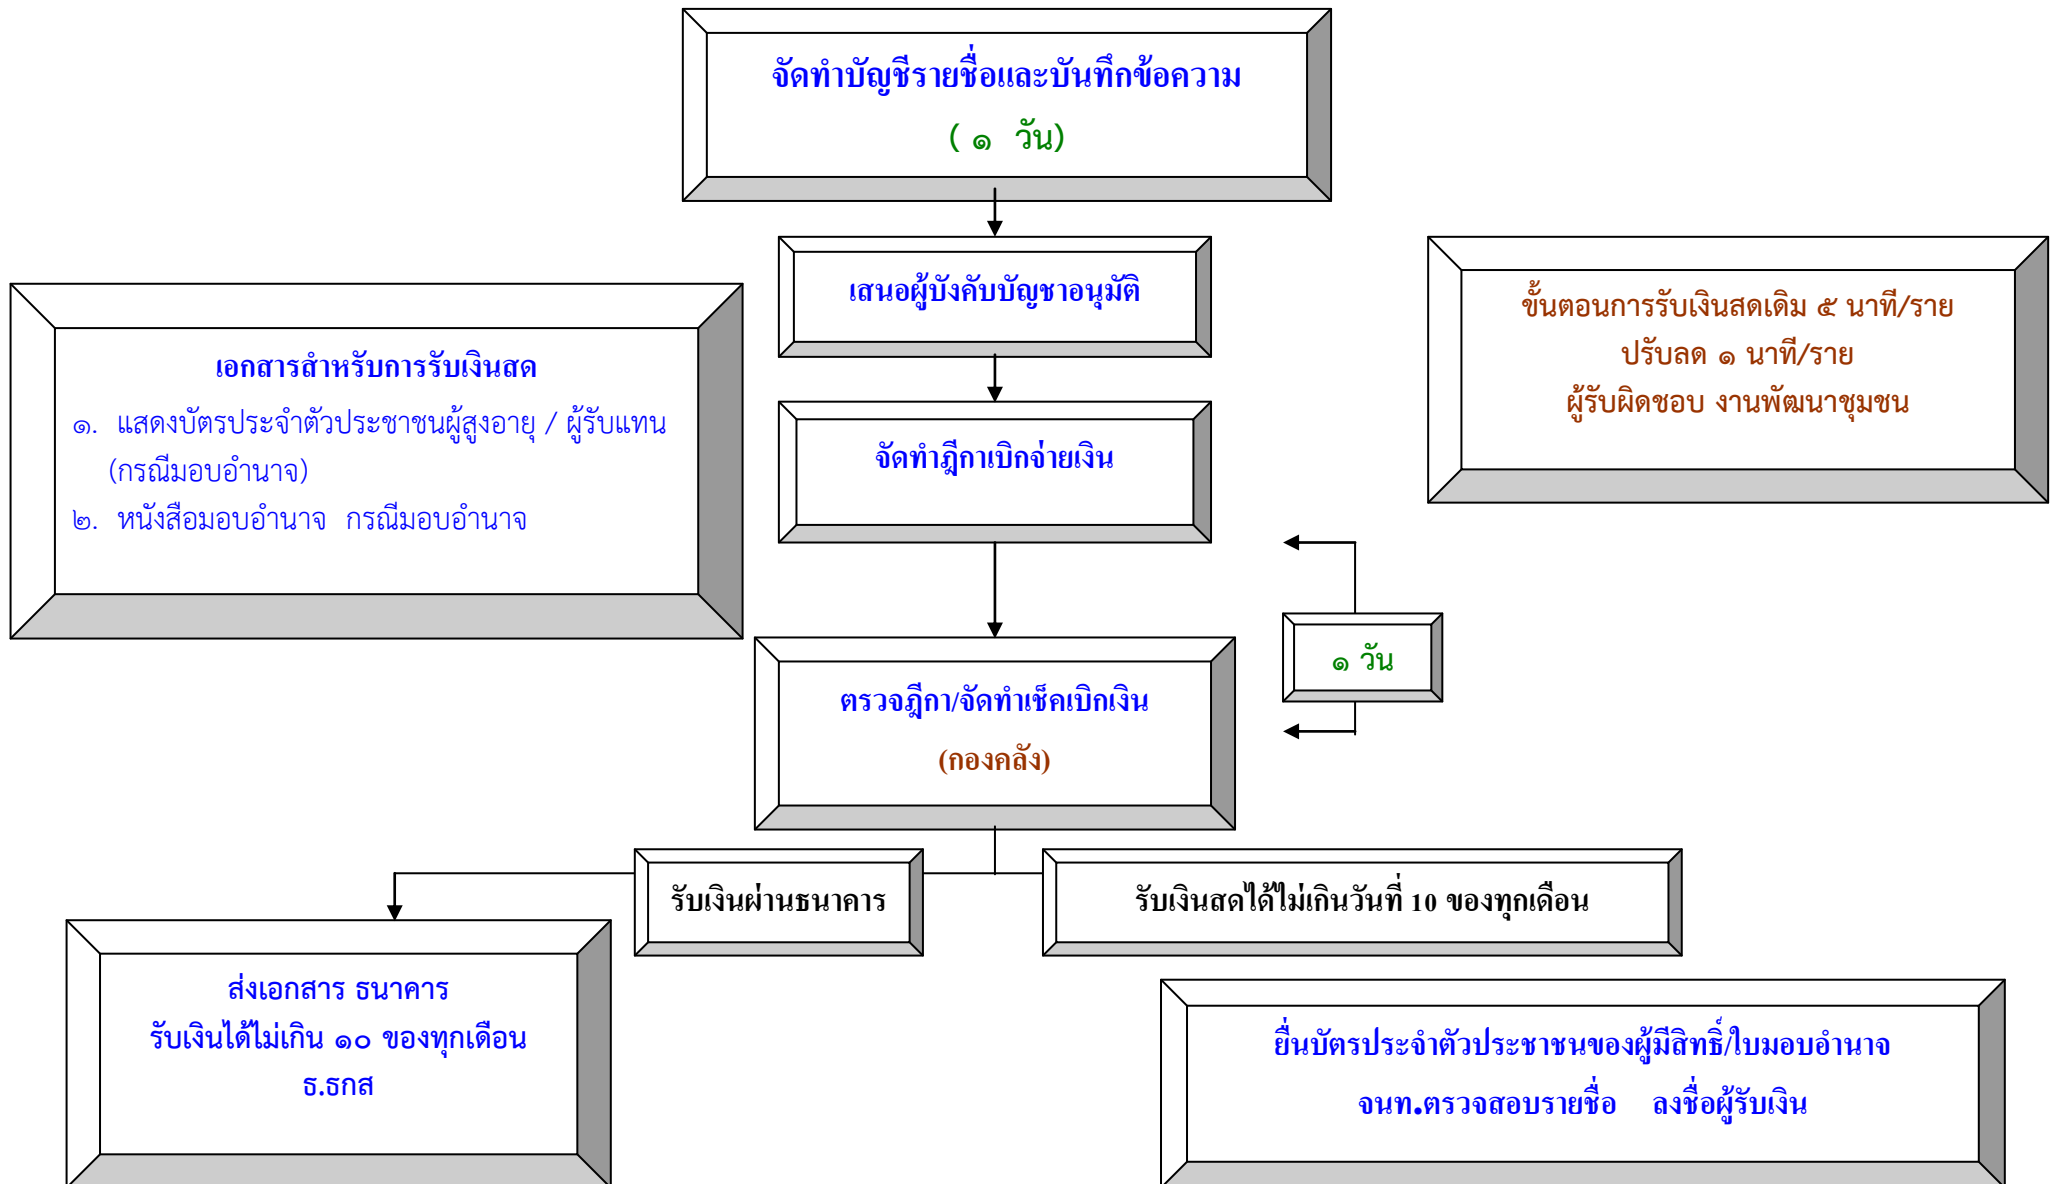 จัดทำบัญชีรายชื่อและบันทึกข้อความ
( ๑ วัน)
เสนอผู้บังคับบัญชาอนุมัติ
ขั้นตอนการรับเงินสดเดิม ๕ นาที/ราย
ปรับลด ๑ นาที/ราย
ผู้รับผิดชอบ งานพัฒนาชุมชน
เอกสารสำหรับการรับเงินสด
๑. แสดงบัตรประจำตัวประชาชนผู้สูงอายุ / ผู้รับแทน
(กรณีมอบอำนาจ)
๒. หนังสือมอบอำนาจ กรณีมอบอำนาจ
จัดทำฎีกาเบิกจ่ายเงิน
๑ วัน
ตรวจฎีกา/จัดทำเช็คเบิกเงิน
(กองคลัง)
รับเงินผ่านธนาคาร
รับเงินสดได้ไม่เกินวันที่ 10 ของทุกเดือน
ส่งเอกสาร ธนาคาร
รับเงินได้ไม่เกิน ๑๐ ของทุกเดือน
ธ.ธกส
ยื่นบัตรประจำตัวประชาชนของผู้มีสิทธิ์/ใบมอบอำนาจ
จนท.ตรวจสอบรายชื่อ ลงชื่อผู้รับเงิน